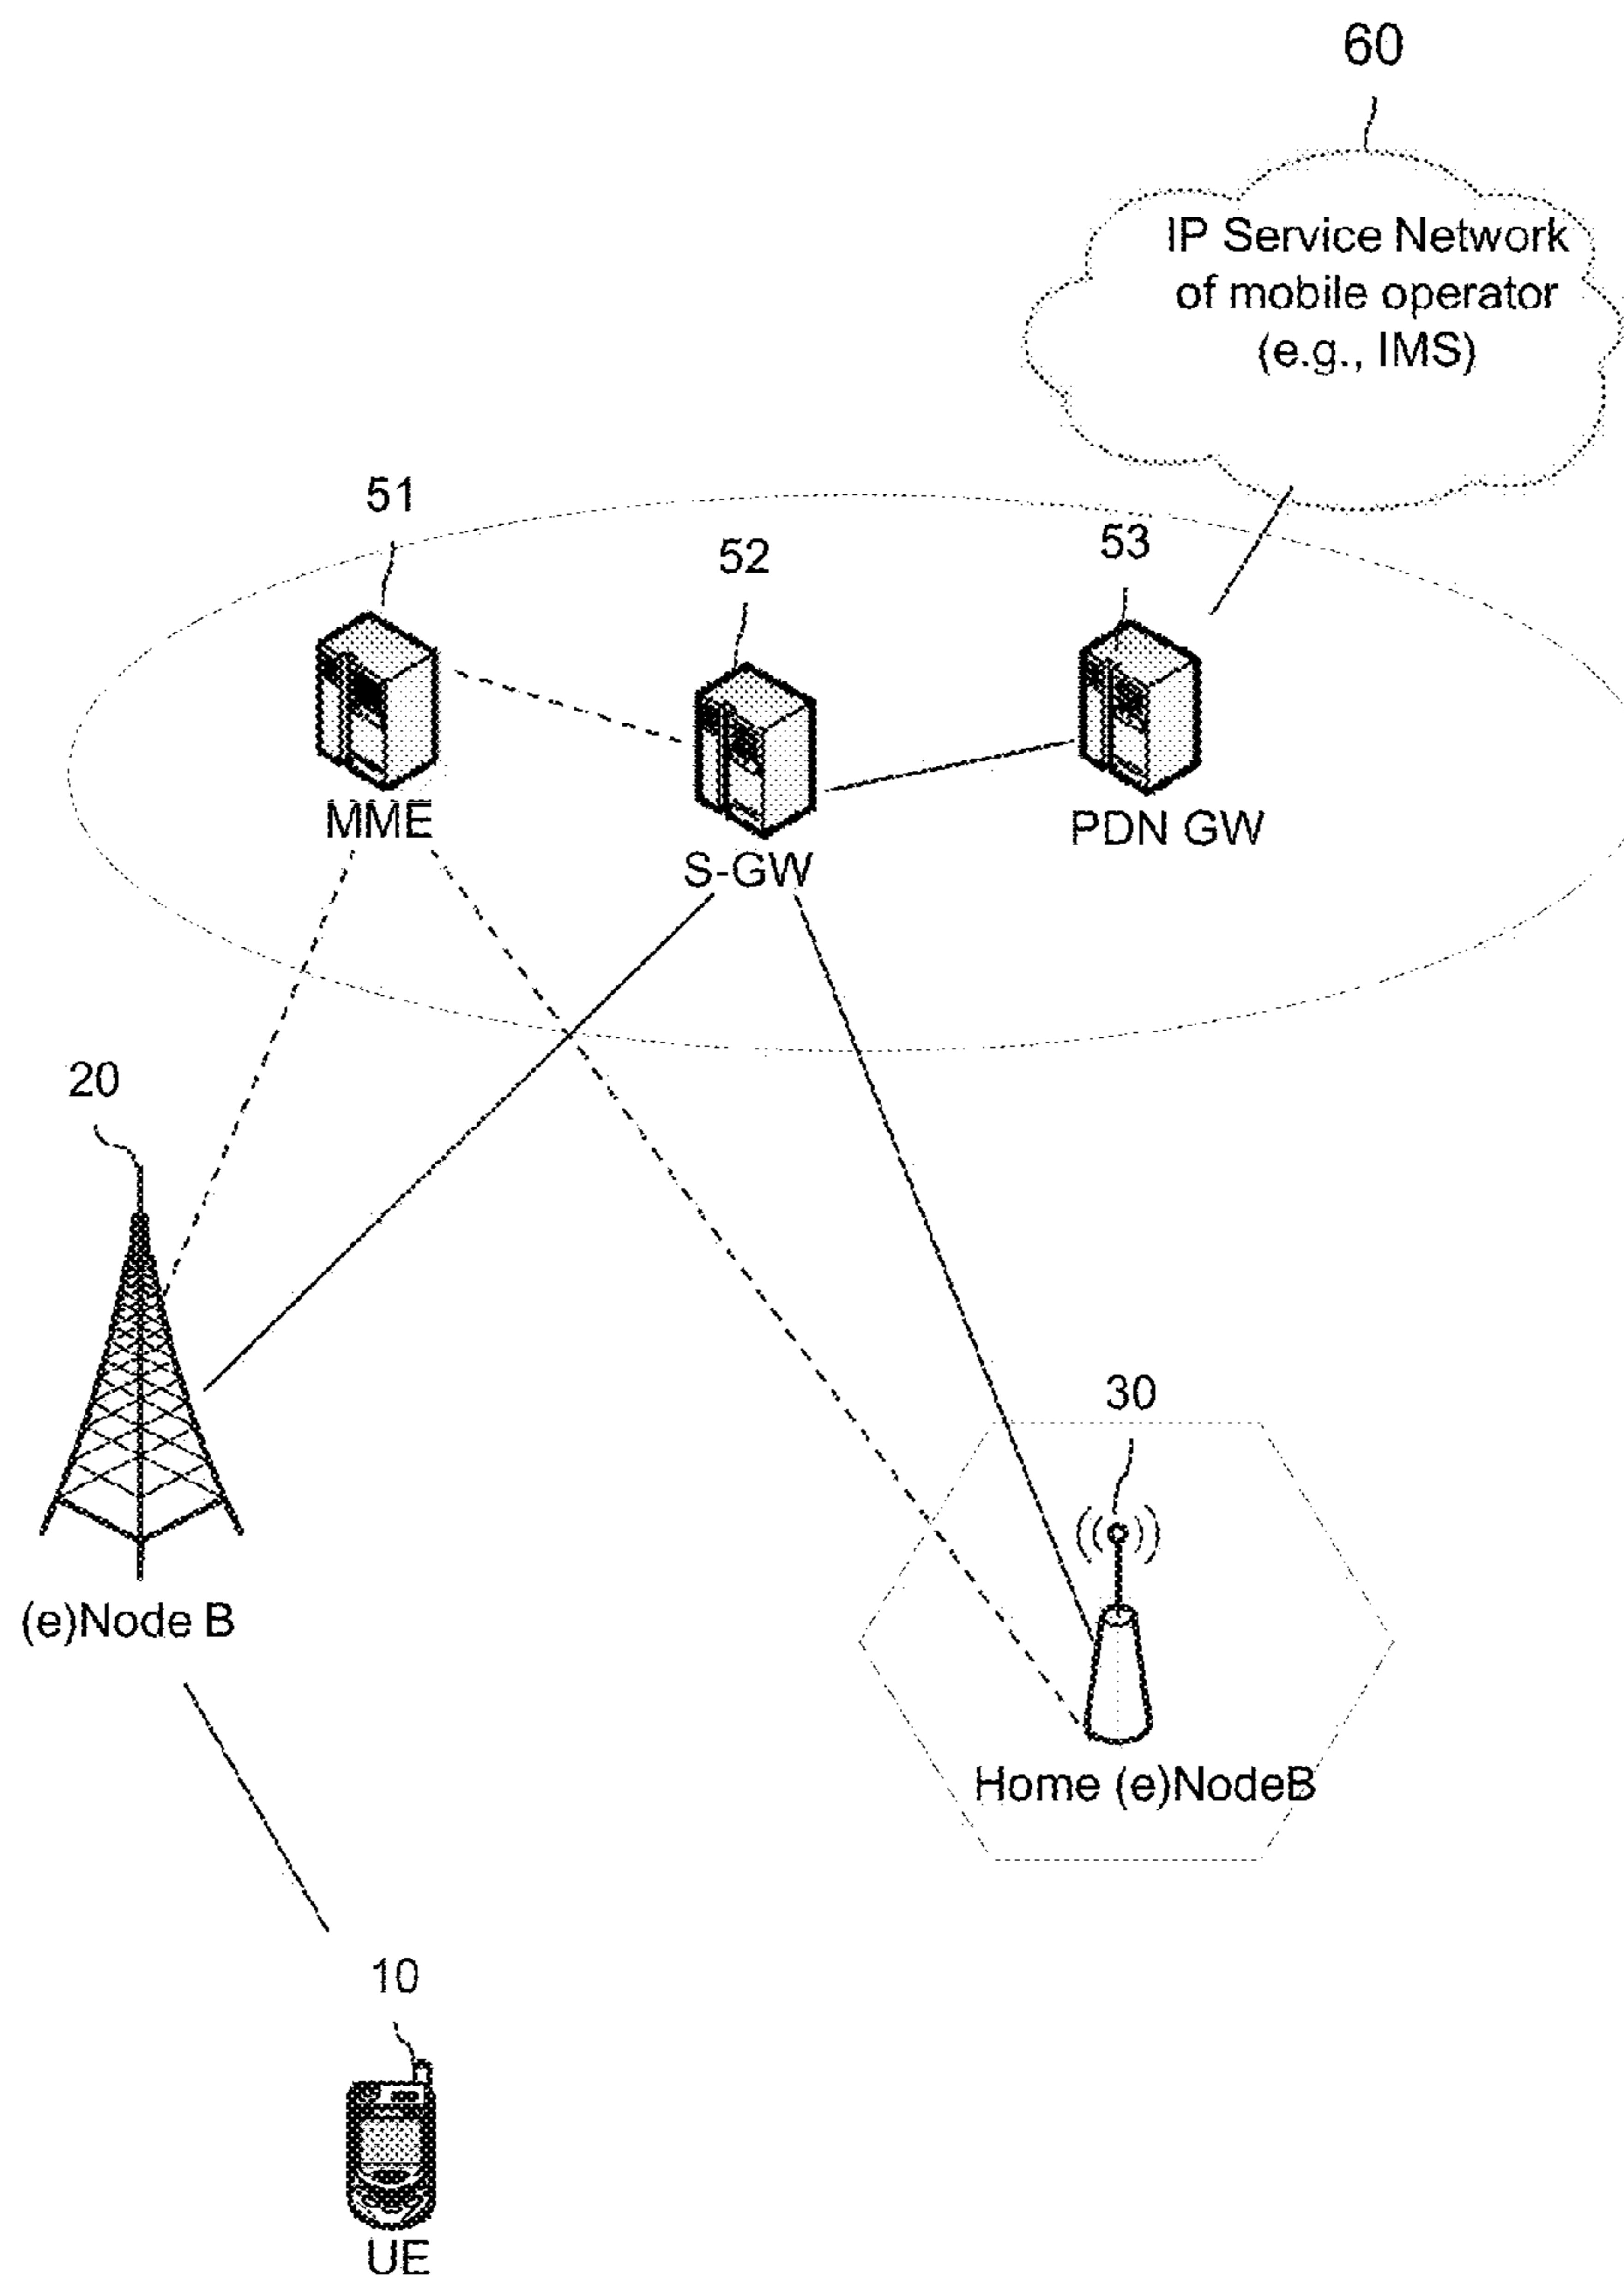 60
IP Service Network
of mobile operator
(e.g., IMS)
51
52
53
MME
S-GW
PDN GW
20
30
(e)Node B
Home (e)NodeB
10
UE